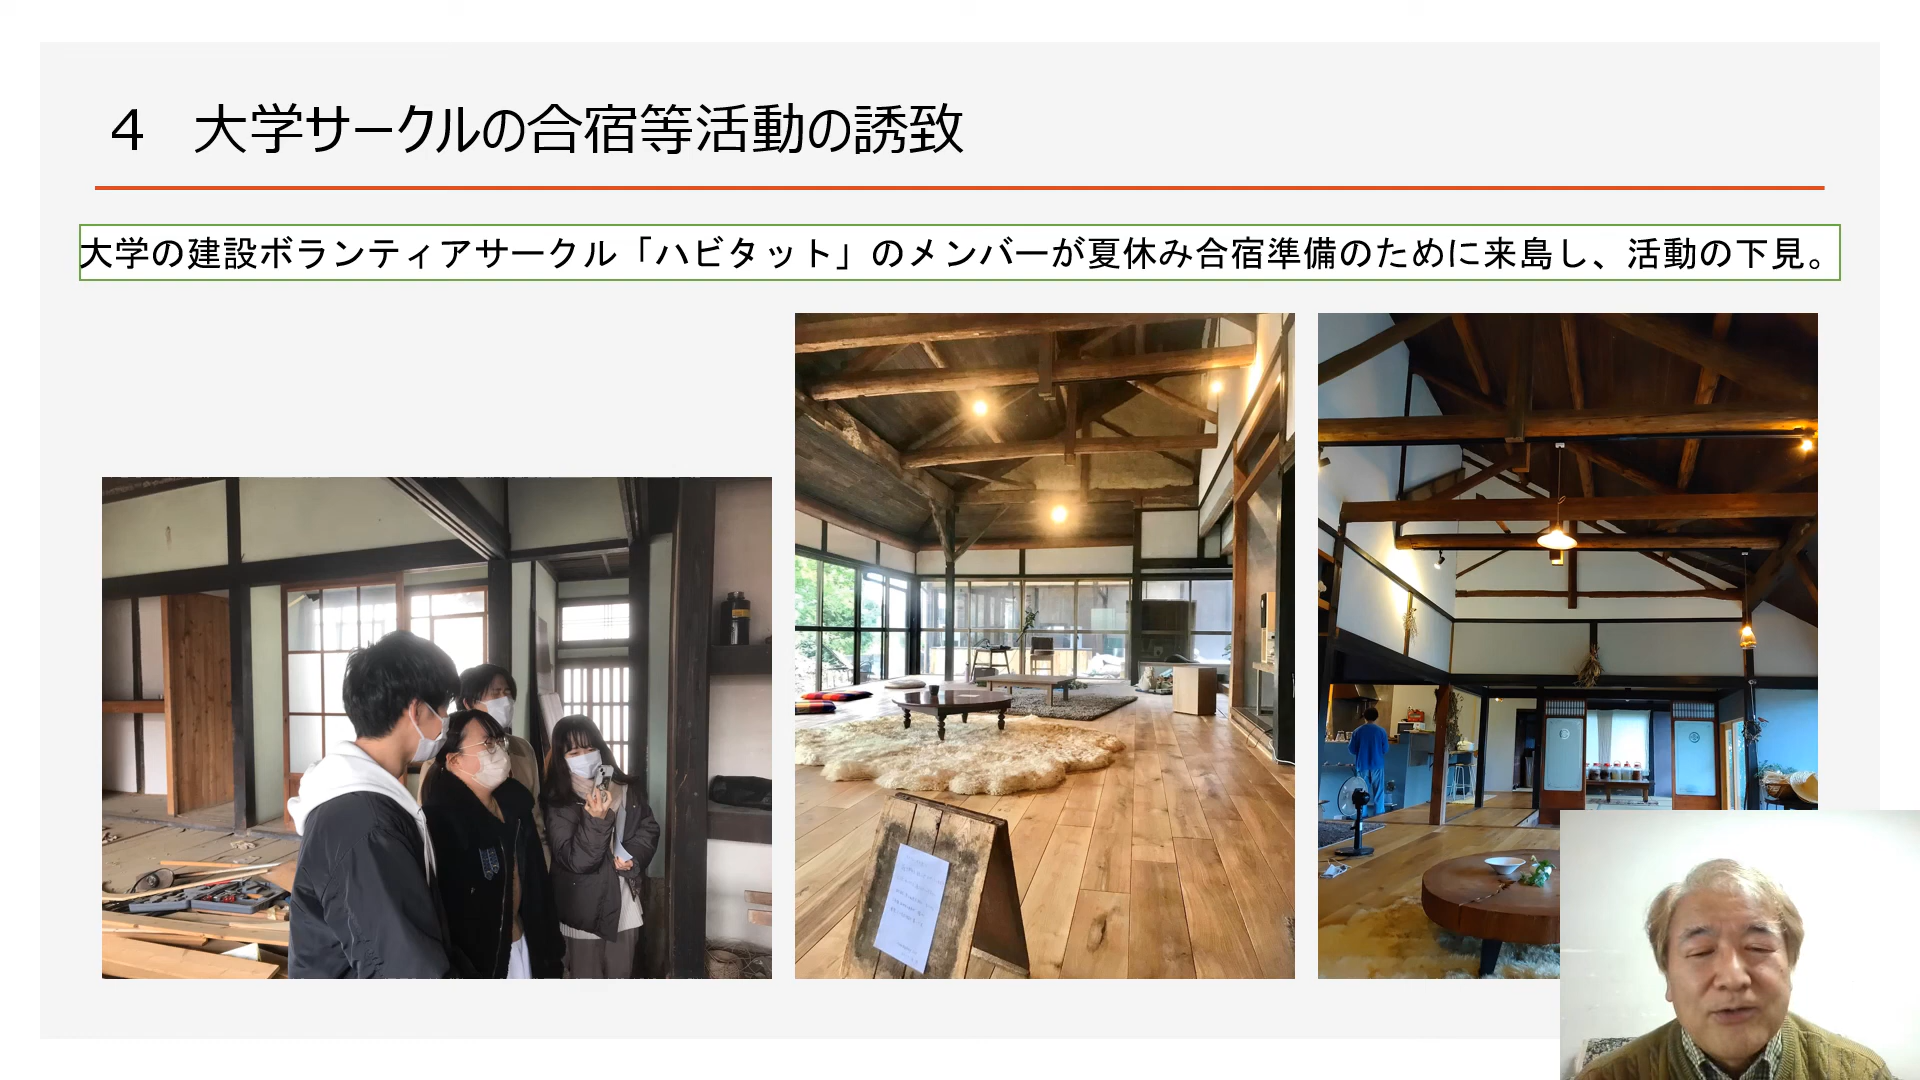 ４　大学サークルの合宿等活動の誘致
大学の建設ボランティアサークル「ハビタット」のメンバーが夏休み合宿準備のために来島し、活動の下見。